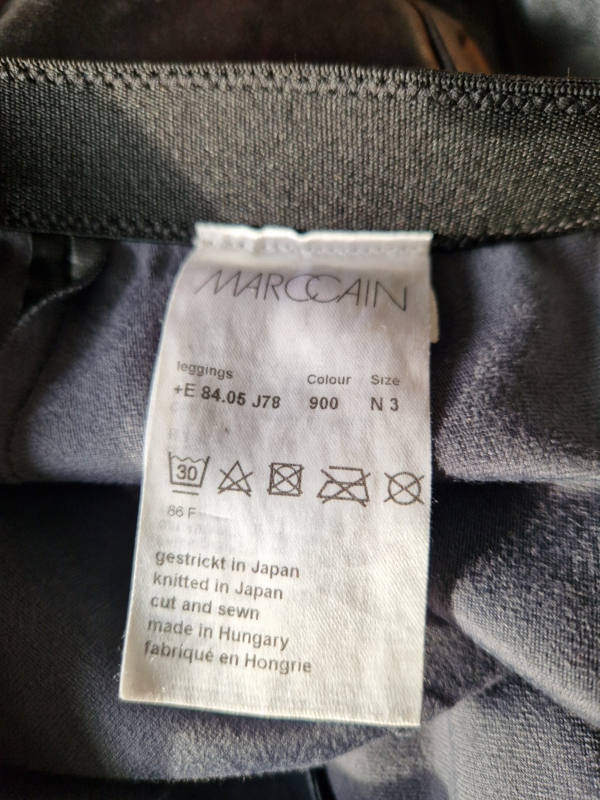 MARCCAIN
leggings Colour Size
+E 84.05 J78 900 N 3
30
86 F
gestrickt in Japan
knitted in Japan
cut and sewn
made in Hungary
fabriqué en Hongrie